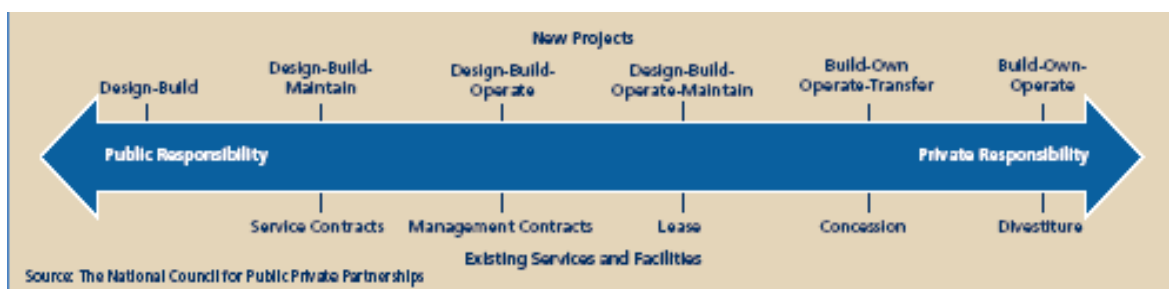 New Projects
Design-Build
Design-Build-
Maintain
Design-Build-
Operate
Design-Build-
Operate-Maintain
Build-Own
Operate-Transfer
Build-Own-
Operate
Public Responsibility
Private Responsibility
Service Contracts
Management Contracts
Lease
Concession
Divestiture
Existing Services and Facilities
Source: The National Council for Public Private Partnerships